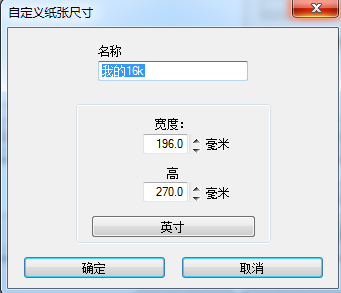 自定义纸张尺寸
名称
我的16k
宽度：
196.0 毫米
高
270.0 毫米
英寸
确定 取消